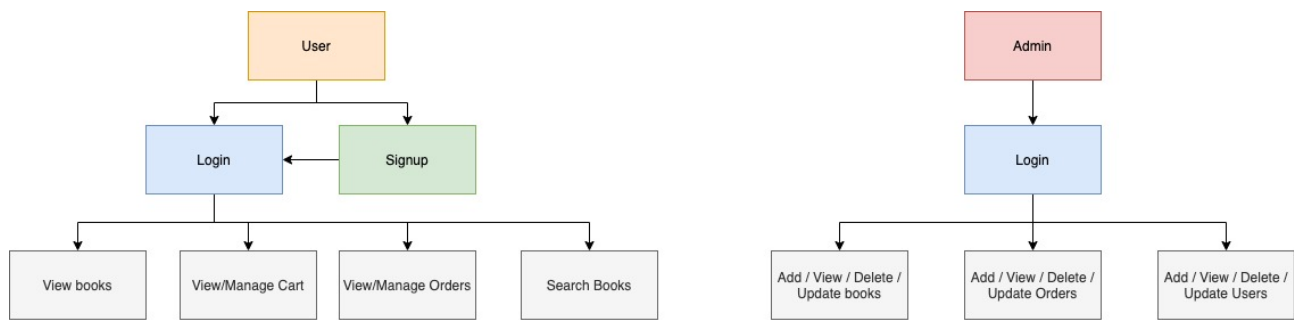 User
Admin
Login
Signup
Login
View books
View/Manage Cart
View/Manage Orders
Search Books
Add / View / Delete /
Update books
Add / View / Delete /
Update Orders
Add / View / Delete /
Update Users